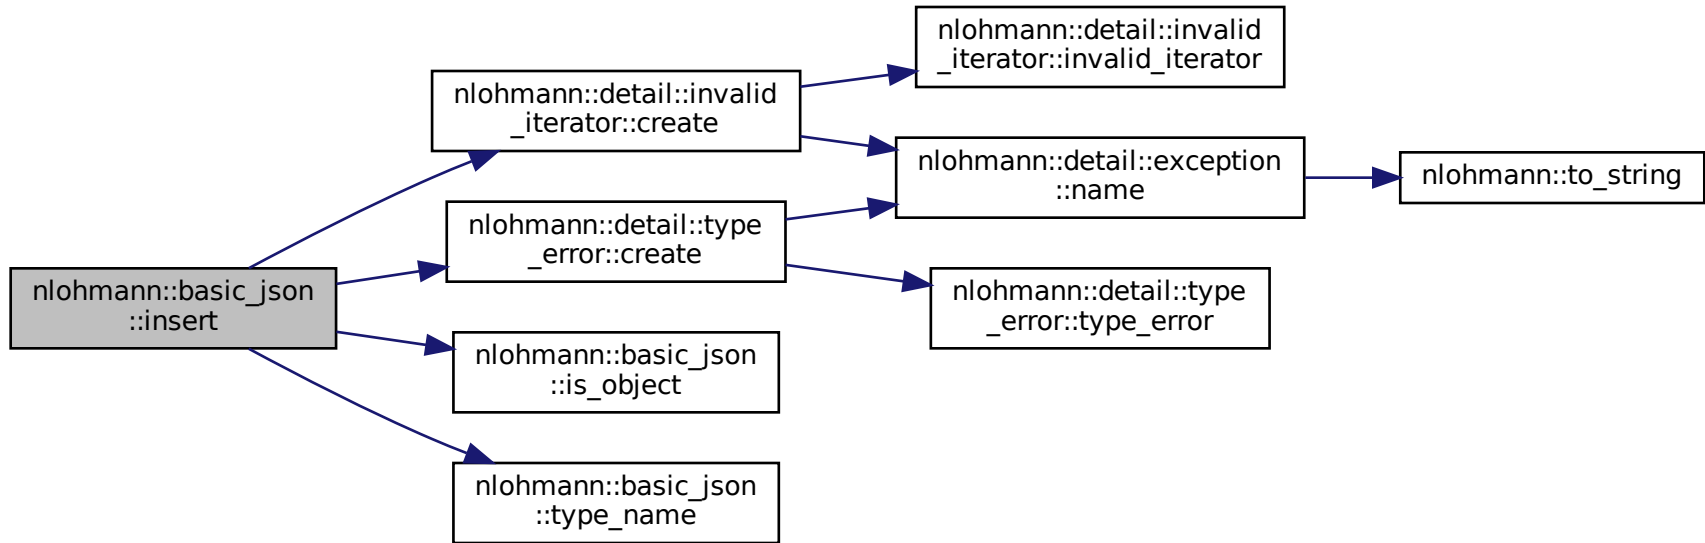 nlohmann::detail::invalid
_iterator::invalid_iterator
nlohmann::detail::invalid
_iterator::create
nlohmann::detail::exception
::name
nlohmann::to_string
nlohmann::detail::type
_error::create
nlohmann::basic_json
::insert
nlohmann::detail::type
_error::type_error
nlohmann::basic_json
::is_object
nlohmann::basic_json
::type_name